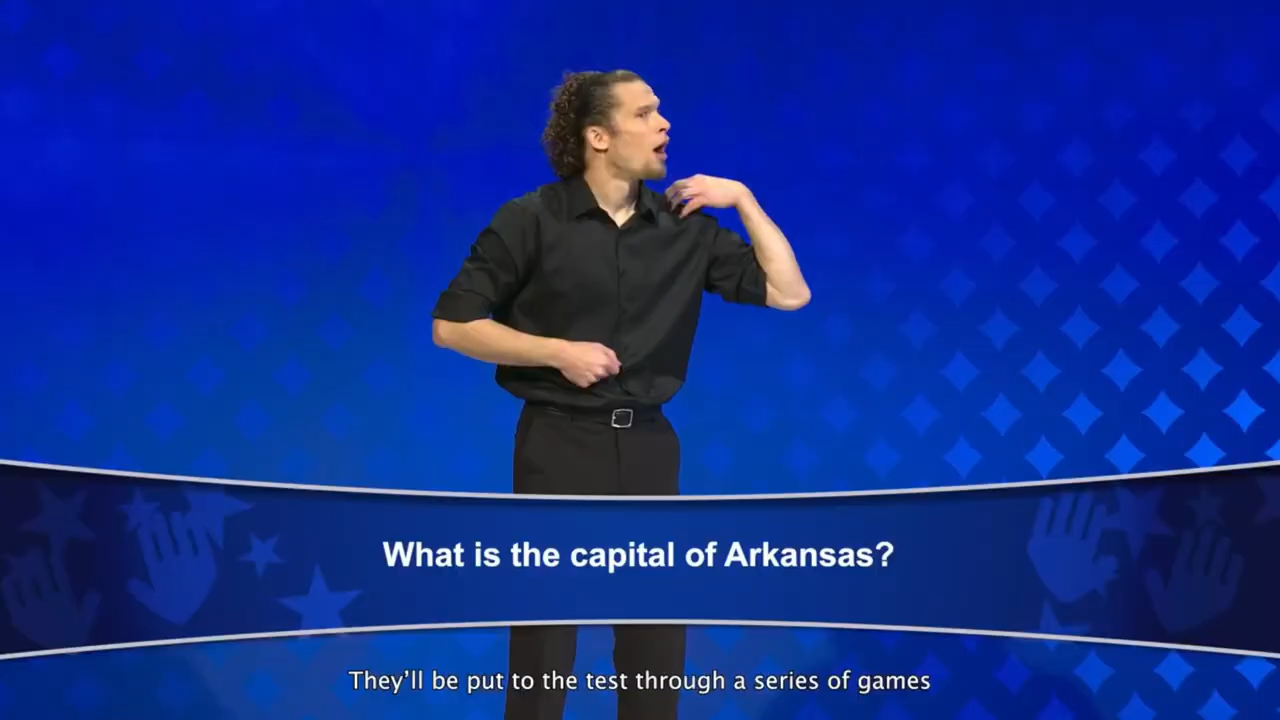 What is the capital of Arkansas?
They'll be put to the test through a series of games